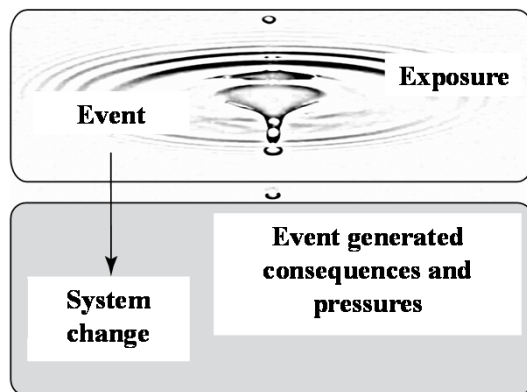 Exposure
Event
Event generated
consequences and
pressures
System
change